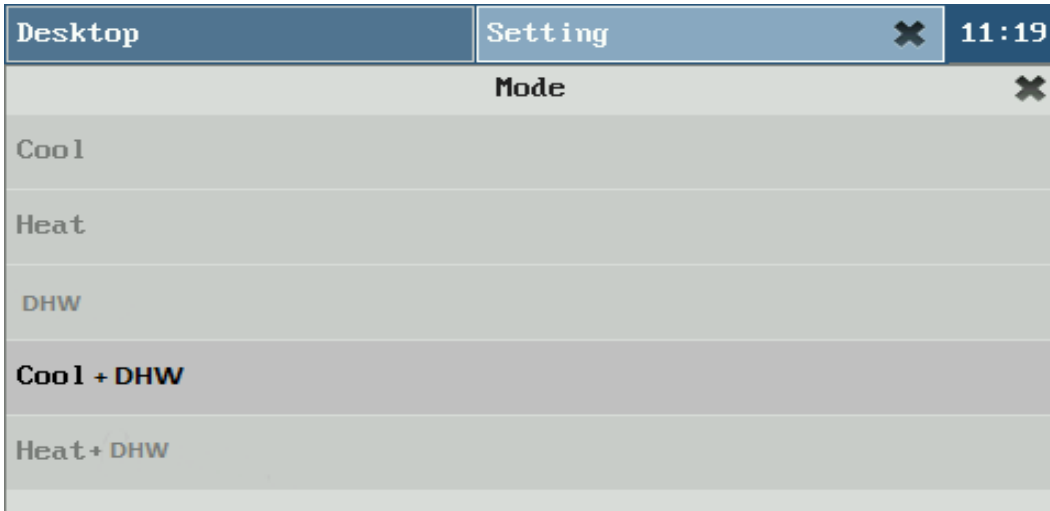 Desktop Setting 11:19
Mode
Cool
Heat
DHW
Cool + DHW
Heat+ DHW